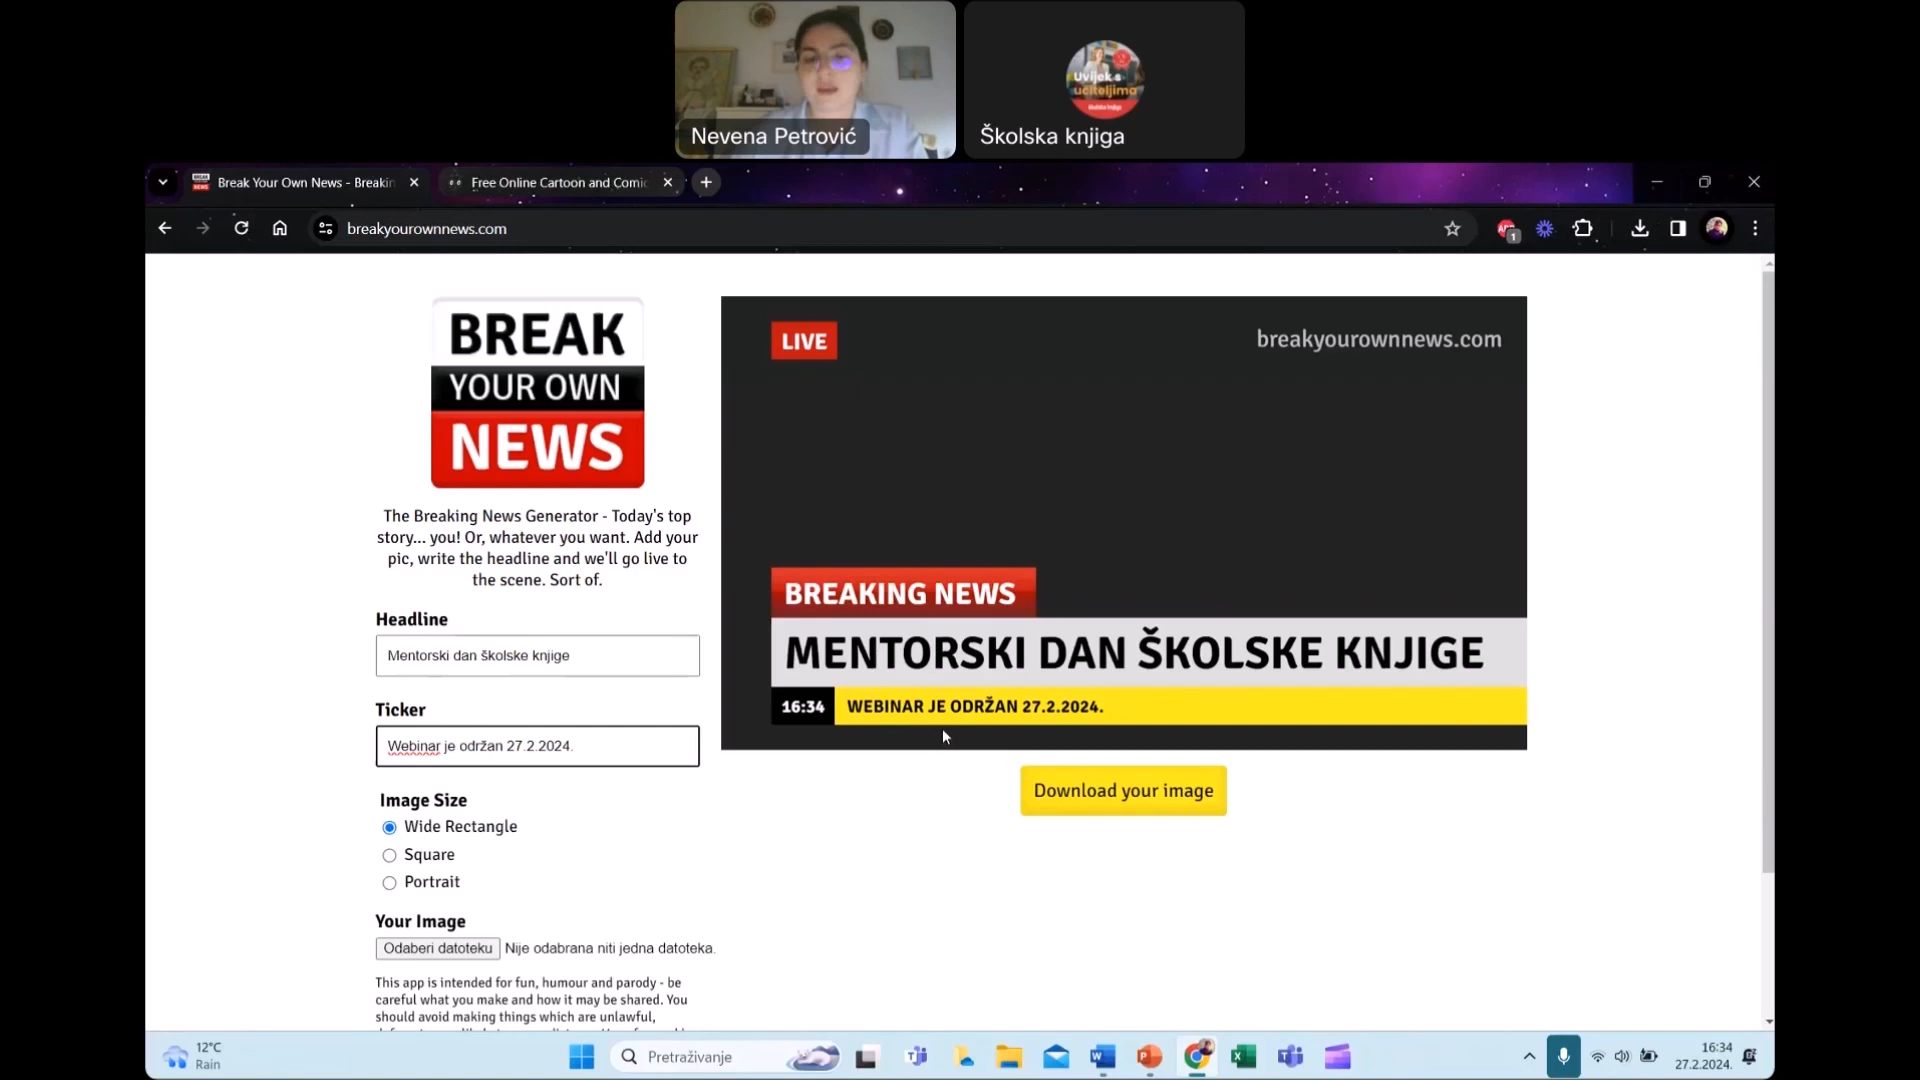 Nevena Petrović
Školska knjiga
Uvijek s
učiteljima
školska knjiga
Break Your Own News - Breakin
Free Online Cartoon and Comic
breakyourownnews.com
1
BREAK
YOUR OWN
NEWS
The Breaking News Generator - Today's top
story... you! Or, whatever you want. Add your
pic, write the headline and we'll go live to
the scene. Sort of.
Headline
Mentorski dan školske knjige
Ticker
Webinar je održan 27.2.2024.
Image Size
Wide Rectangle
Square
Portrait
Your Image
Odaberi datoteku Nije odabrana niti jedna datoteka.
This app is intended for fun, humour and parody - be
careful what you make and how it may be shared. You
should avoid making things which are unlawful,
LIVE
breakyourownnews.com
BREAKING NEWS
MENTORSKI DAN ŠKOLSKE KNJIGE
16:34 WEBINAR JE ODRŽAN 27.2.2024.
Download your image
12°C
Rain
Pretraživanje
16:34
27.2.2024.